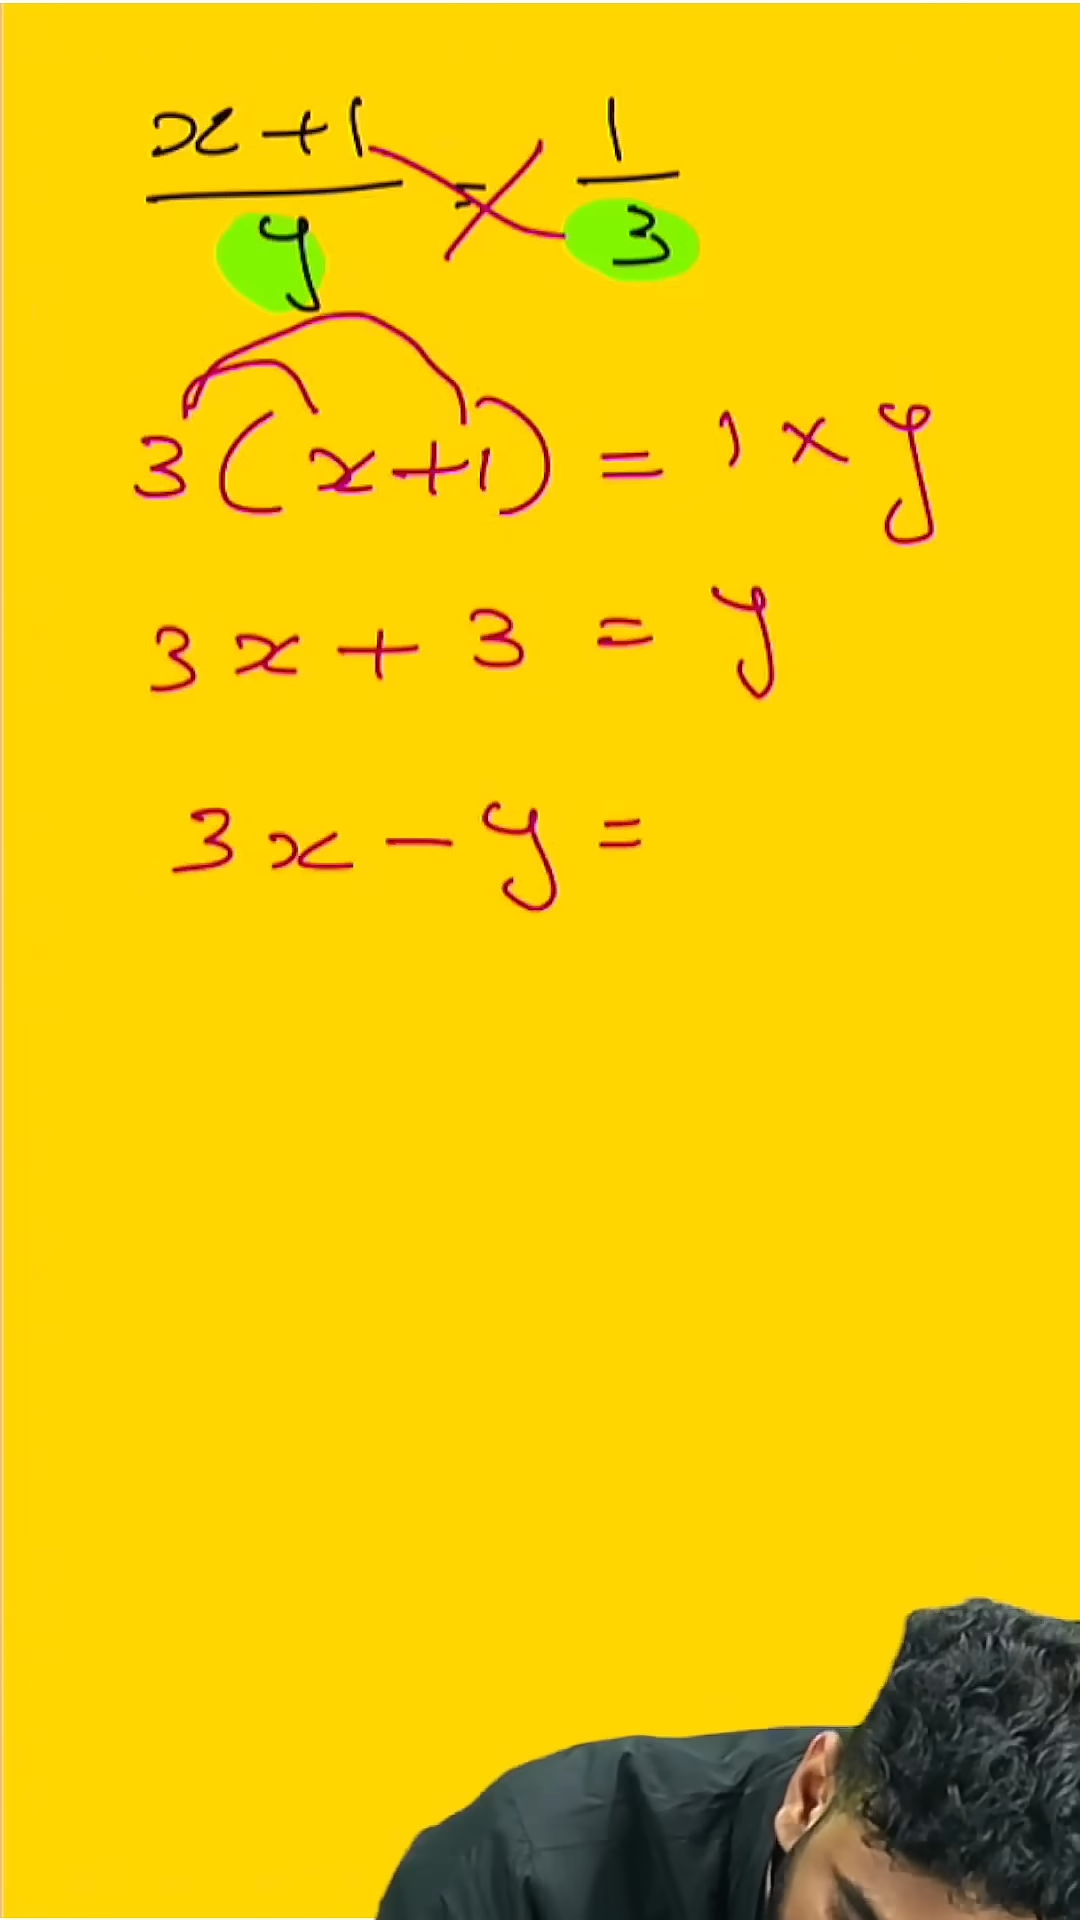 x+1/y = 1/3
3(x+1) = 1 × y
3x + 3 = y
3x − y =